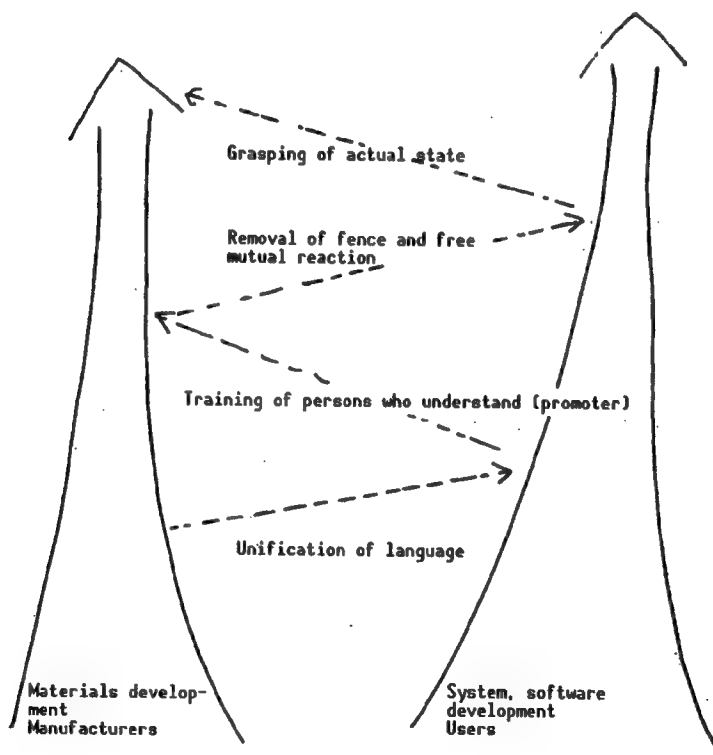 Grasping of actual state
Removal of fence and free
mutual reaction
Training of persons who understand (promoter)
Unification of language
Materials develop-
ment
Manufacturers
System, software
development
Users